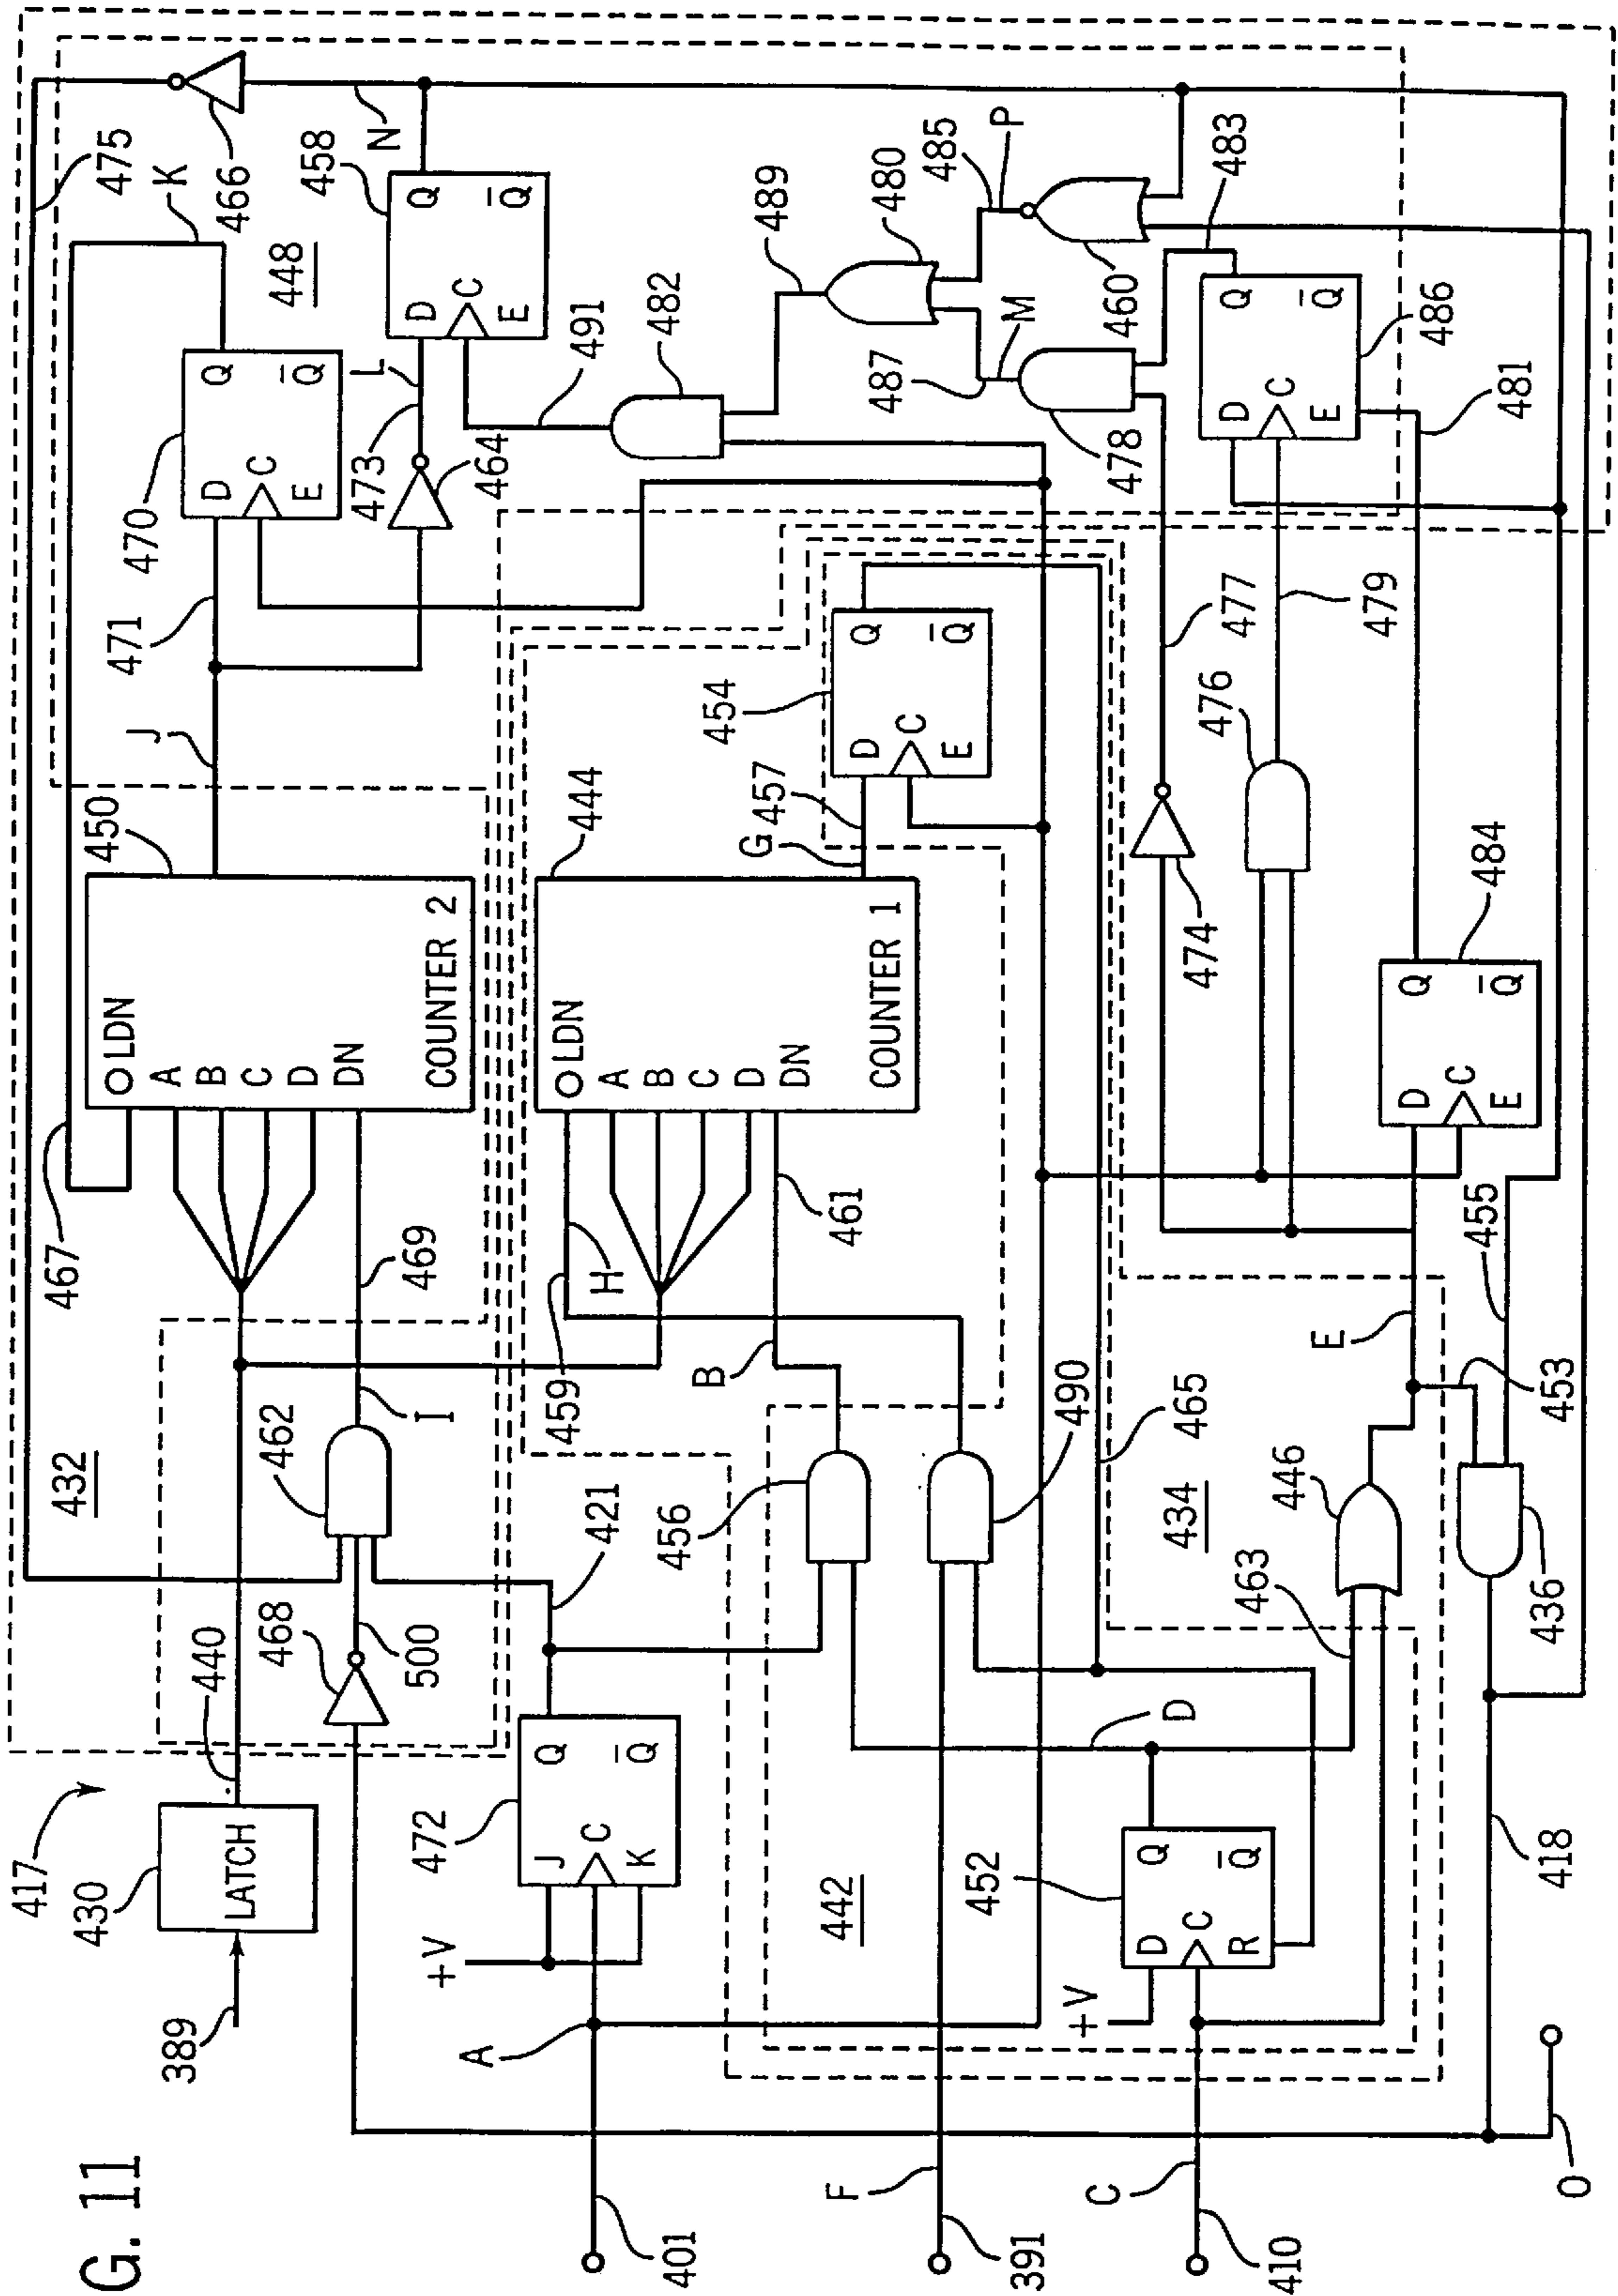 G. 11
417
430
LATCH
389
440
432
468
500
462
I
469
467
LDN
A
B
C
D
DN
COUNTER 2
450
J
471
470
D
C
E
Q
Q̅
K
448
475
466
N
458
D
C
E
Q
Q̅
L
473
464
491
482
489
480
485
P
M
487
478
460
483
401
A
+V
472
J
C
K
Q
Q̅
421
459
H
B
461
LDN
A
B
C
D
DN
COUNTER 1
444
G
457
454
D
C
E
Q
Q̅
456
490
465
F
391
442
434
D
C
410
+V
452
D
C
R
Q
Q̅
463
446
E
453
455
436
418
O
474
476
477
479
481
484
D
C
E
Q
Q̅
486
D
C
E
Q
Q̅